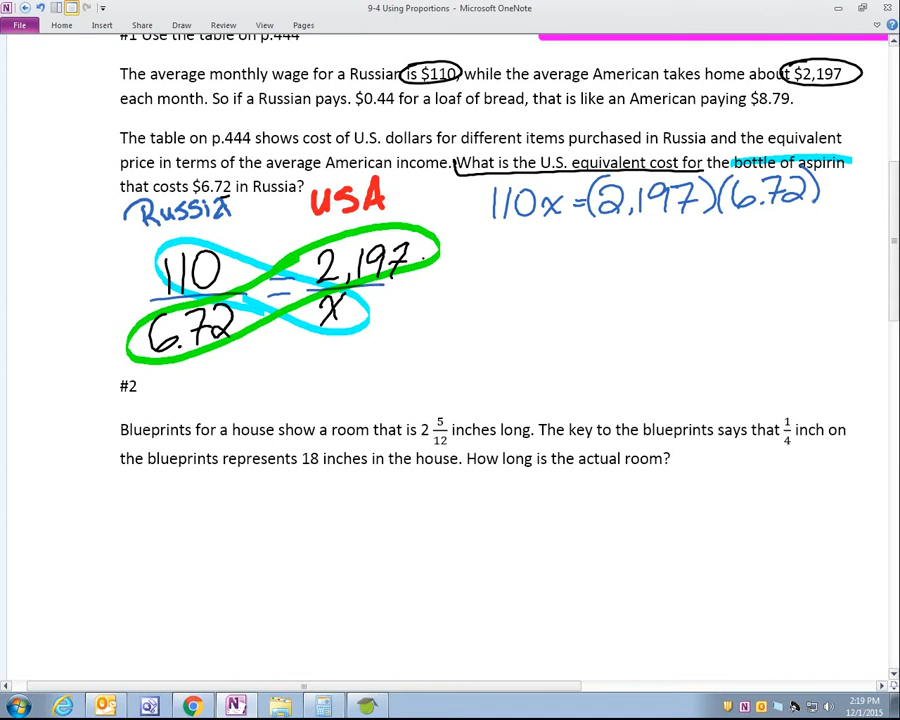 9-4 Using Proportions - Microsoft OneNote
File Home Insert Share Draw Review View Pages
#1 Use the table on p.444
The average monthly wage for a Russian is $110, while the average American takes home about $2,197
each month. So if a Russian pays. $0.44 for a loaf of bread, that is like an American paying $8.79.
The table on p.444 shows cost of U.S. dollars for different items purchased in Russia and the equivalent
price in terms of the average American income. What is the U.S. equivalent cost for the bottle of aspirin
that costs $6.72 in Russia?
Russia USA 110x=(2,197)(6.72)
110 = 2,197
6.72 x
#2
Blueprints for a house show a room that is 2 5/12 inches long. The key to the blueprints says that 1/4 inch on
the blueprints represents 18 inches in the house. How long is the actual room?
2:19 PM
12/1/2015